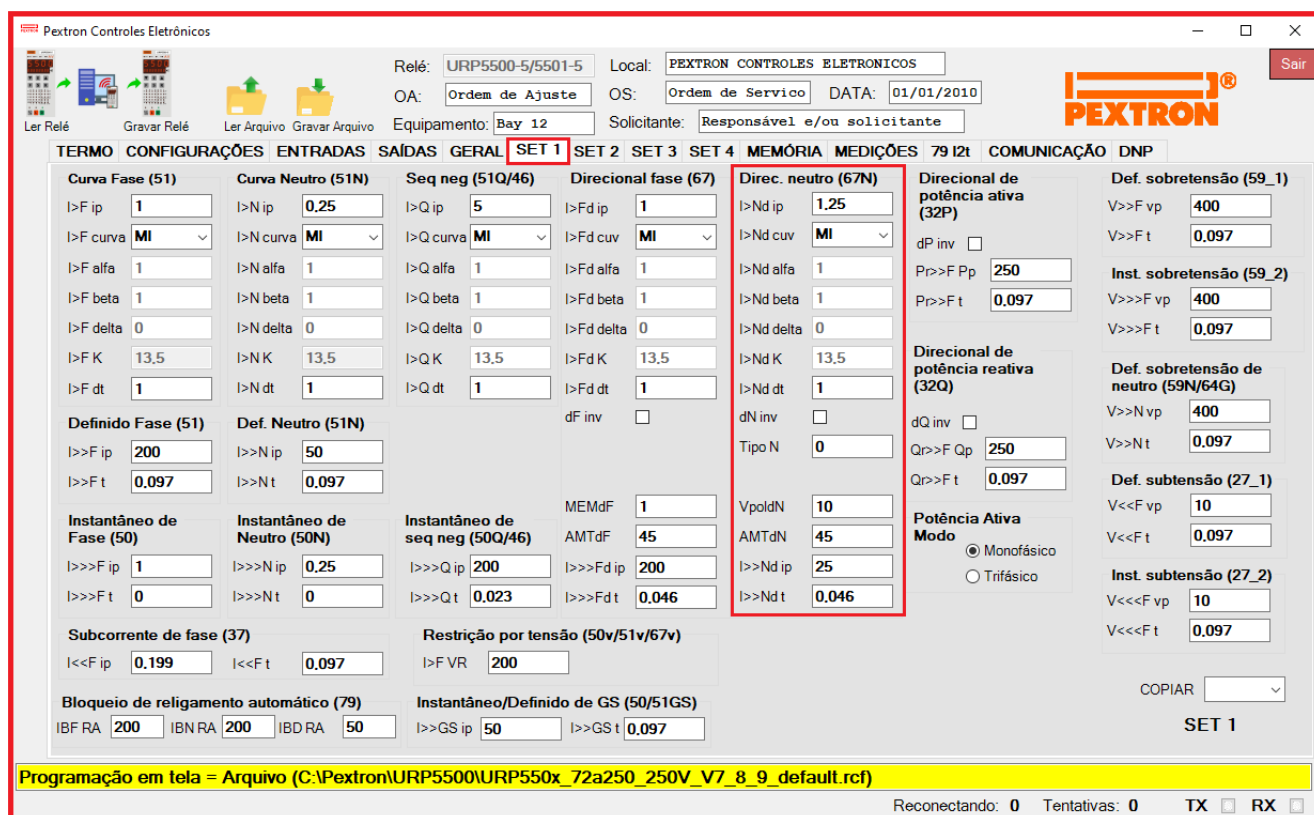 Pextron Controles Eletrônicos
Relé: URP5500-5/5501-5 Local: PEXTRON CONTROLES ELETRONICOS
Sair
OA: Ordem de Ajuste OS: Ordem de Servico DATA: 01/01/2010
Equipamento: Bay 12 Solicitante: Responsável e/ou solicitante
PEXTRON ®
Ler Relé Gravar Relé Ler Arquivo Gravar Arquivo
TERMO CONFIGURAÇÕES ENTRADAS SAÍDAS GERAL SET 1 SET 2 SET 3 SET 4 MEMÓRIA MEDIÇÕES 79 I2t COMUNICAÇÃO DNP
Curva Fase (51)
I>F ip 1
I>F curva MI
I>F alfa 1
I>F beta 1
I>F delta 0
I>F K 13,5
I>F dt 1
Curva Neutro (51N)
I>N ip 0,25
I>N curva MI
I>N alfa 1
I>N beta 1
I>N delta 0
I>N K 13,5
I>N dt 1
Seq neg (51Q/46)
I>Q ip 5
I>Q curva MI
I>Q alfa 1
I>Q beta 1
I>Q delta 0
I>Q K 13,5
I>Q dt 1
Direcional fase (67)
I>Fd ip 1
I>Fd cuv MI
I>Fd alfa 1
I>Fd beta 1
I>Fd delta 0
I>Fd K 13,5
I>Fd dt 1
dF inv
MEMdF 1
AMTdF 45
I>>>Fd ip 200
I>>>Fd t 0,046
Direc. neutro (67N)
I>Nd ip 1,25
I>Nd cuv MI
I>Nd alfa 1
I>Nd beta 1
I>Nd delta 0
I>Nd K 13,5
I>Nd dt 1
dN inv
Tipo N 0
VpoldN 10
AMTdN 45
I>>Nd ip 25
I>>Nd t 0,046
Direcional de
potência ativa
(32P)
dP inv
Pr>>F Pp 250
Pr>>F t 0,097
Direcional de
potência reativa
(32Q)
dQ inv
Qr>>F Qp 250
Qr>>F t 0,097
Potência Ativa
Modo
Monofásico
Trifásico
Def. sobretensão (59_1)
V>>F vp 400
V>>F t 0,097
Inst. sobretensão (59_2)
V>>>F vp 400
V>>>F t 0,097
Def. sobretensão de
neutro (59N/64G)
V>>N vp 400
V>>N t 0,097
Def. subtensão (27_1)
V<<F vp 10
V<<F t 0,097
Inst. subtensão (27_2)
V<<<F vp 10
V<<<F t 0,097
Definido Fase (51)
I>>F ip 200
I>>F t 0,097
Def. Neutro (51N)
I>>N ip 50
I>>N t 0,097
Instantâneo de
Fase (50)
I>>>F ip 1
I>>>F t 0
Instantâneo de
Neutro (50N)
I>>>N ip 0,25
I>>>N t 0
Instantâneo de
seq neg (50Q/46)
I>>>Q ip 200
I>>>Q t 0,023
Subcorrente de fase (37)
I<<F ip 0,199 I<<F t 0,097
Restrição por tensão (50v/51v/67v)
I>F VR 200
Bloqueio de religamento automático (79)
IBF RA 200 IBN RA 200 IBD RA 50
Instantâneo/Definido de GS (50/51GS)
I>>GS ip 50 I>>GS t 0,097
COPIAR
SET 1
Programação em tela = Arquivo (C:\Pextron\URP5500\URP550x_72a250_250V_V7_8_9_default.rcf)
Reconectando: 0 Tentativas: 0 TX RX